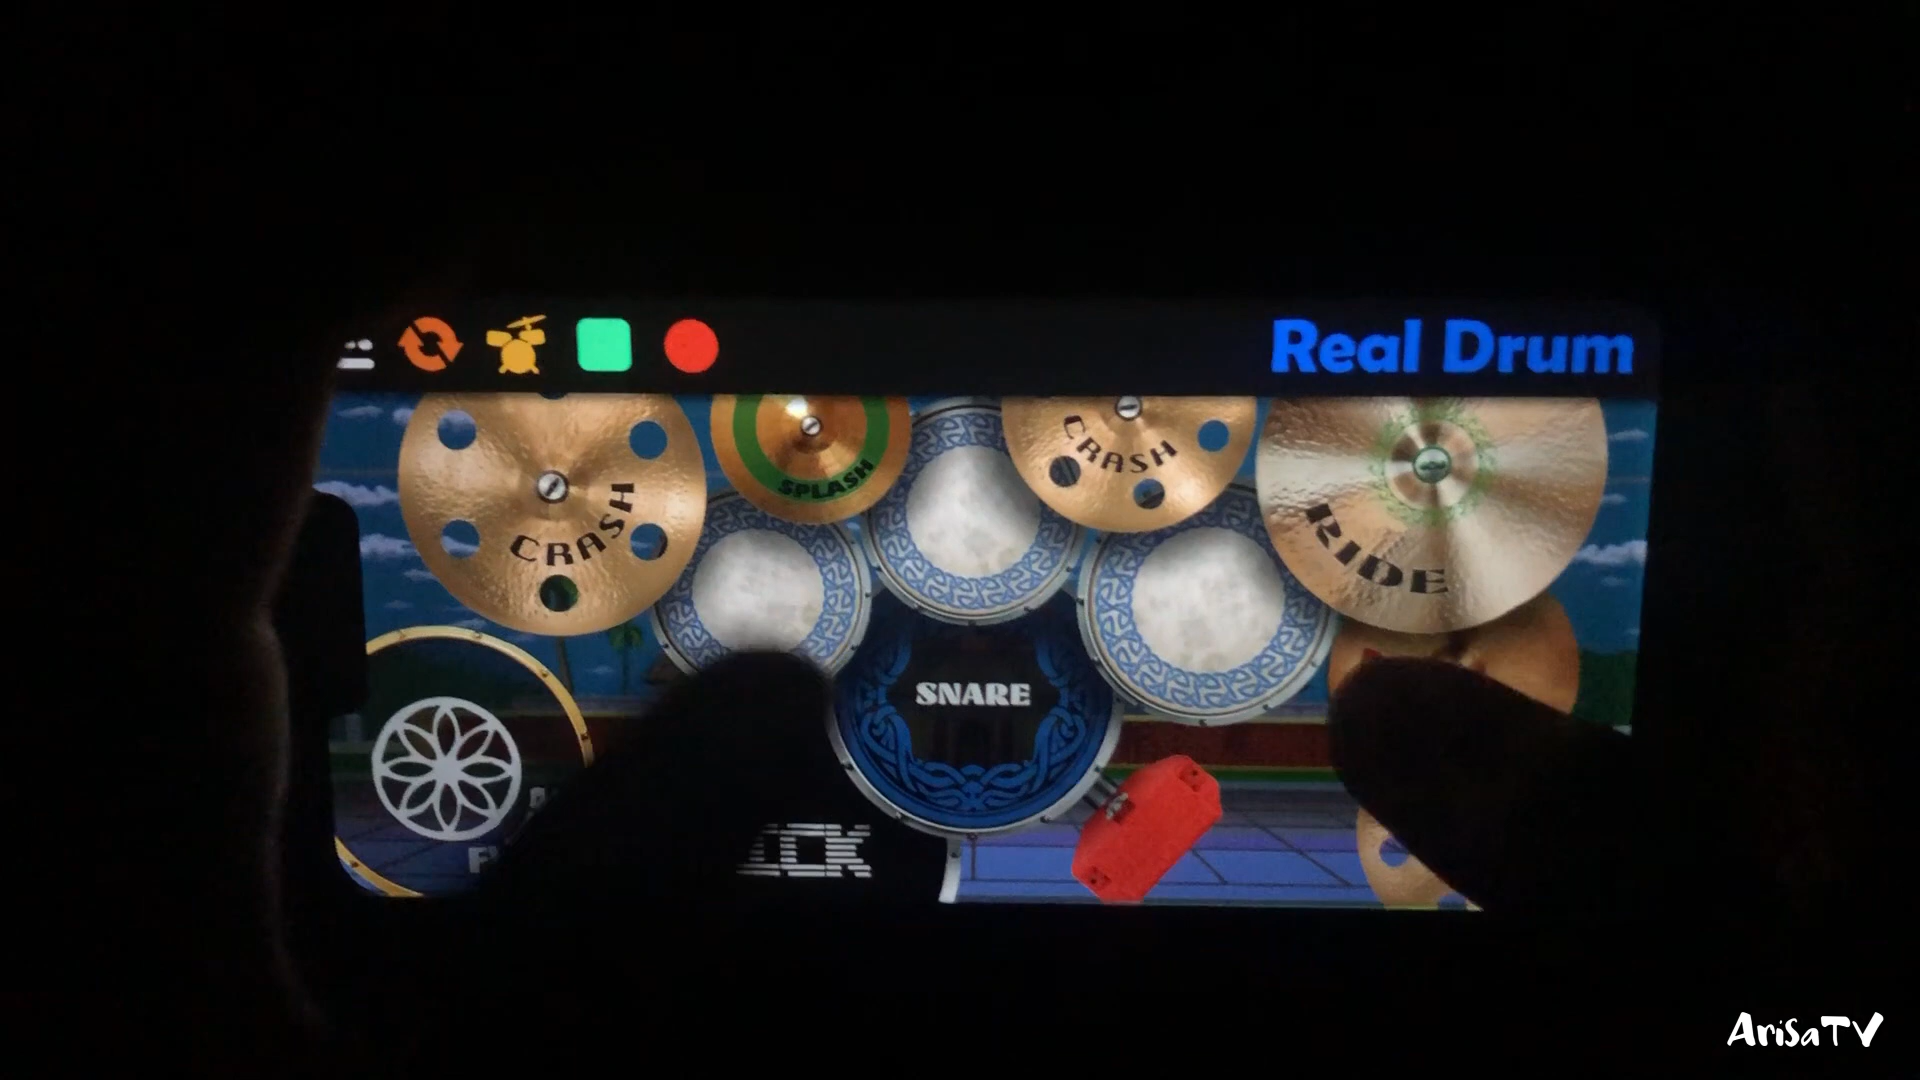 Real Drum
CRASH
SPLASH
CRASH
RIDE
SNARE
ArisaTV